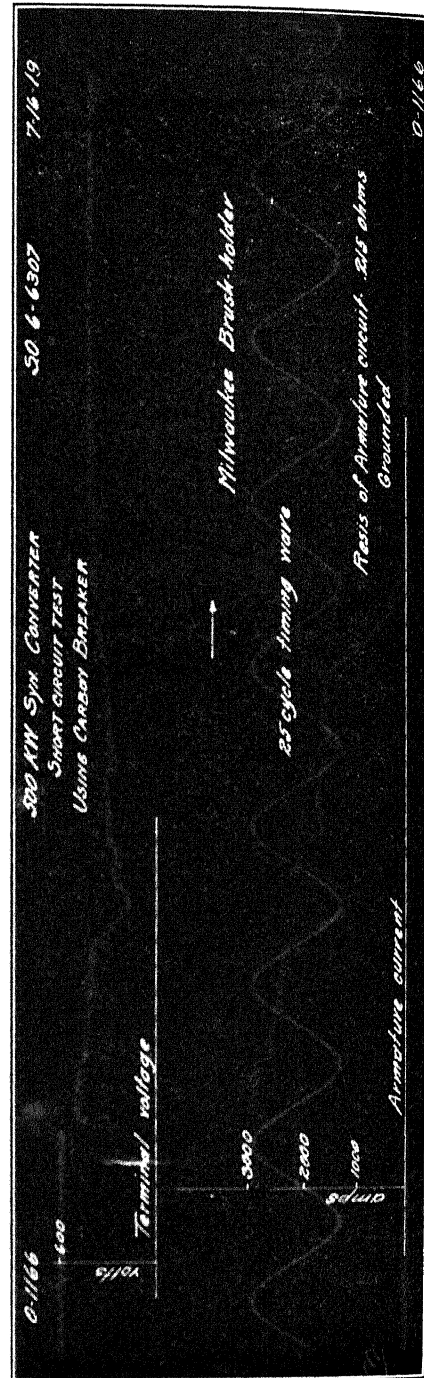 0-1166
500 KW Syn. CONVERTER
SHORT CIRCUIT TEST
USING CARBON BREAKER
SO 6-6307
7-16-19
600
volts
Terminal voltage
Milwaukee Brush-holder
25 cycle timing wave
3000
2000
1000
amps
Armature current
Resis of Armature circuit .215 ohms
Grounded
0-1166